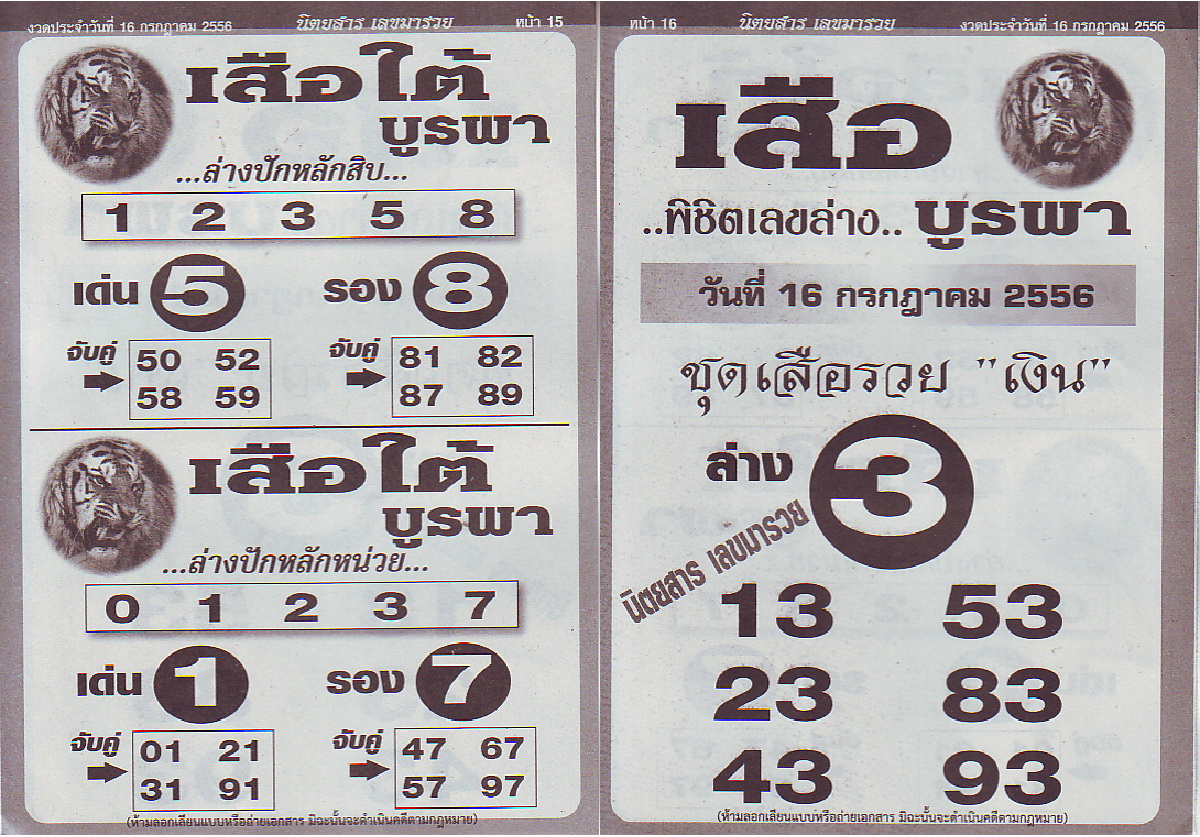 งวดประจำวันที่ 16 กรกฎาคม 2556 นิตยสาร เลขมารวย หน้า 15
เสือใต้
บูรพา
...ล่างปักหลักสิบ...
1 2 3 5 8
เด่น 5 รอง 8
จับคู่ 50 52 จับคู่ 81 82
58 59 87 89
เสือใต้
บูรพา
...ล่างปักหลักหน่วย...
0 1 2 3 7
เด่น 1 รอง 7
จับคู่ 01 21 จับคู่ 47 67
31 91 57 97
(ห้ามลอกเลียนแบบหรือถ่ายเอกสาร มิฉะนั้นจะดำเนินคดีตามกฎหมาย)
หน้า 16 นิตยสาร เลขมารวย งวดประจำวันที่ 16 กรกฎาคม 2556
เสือ
..พิชิตเลขล่าง.. บูรพา
วันที่ 16 กรกฎาคม 2556
ชุดเสือรวย "เงิน"
ล่าง 3
นิตยสาร เลขมารวย
13 53
23 83
43 93
(ห้ามลอกเลียนแบบหรือถ่ายเอกสาร มิฉะนั้นจะดำเนินคดีตามกฎหมาย)